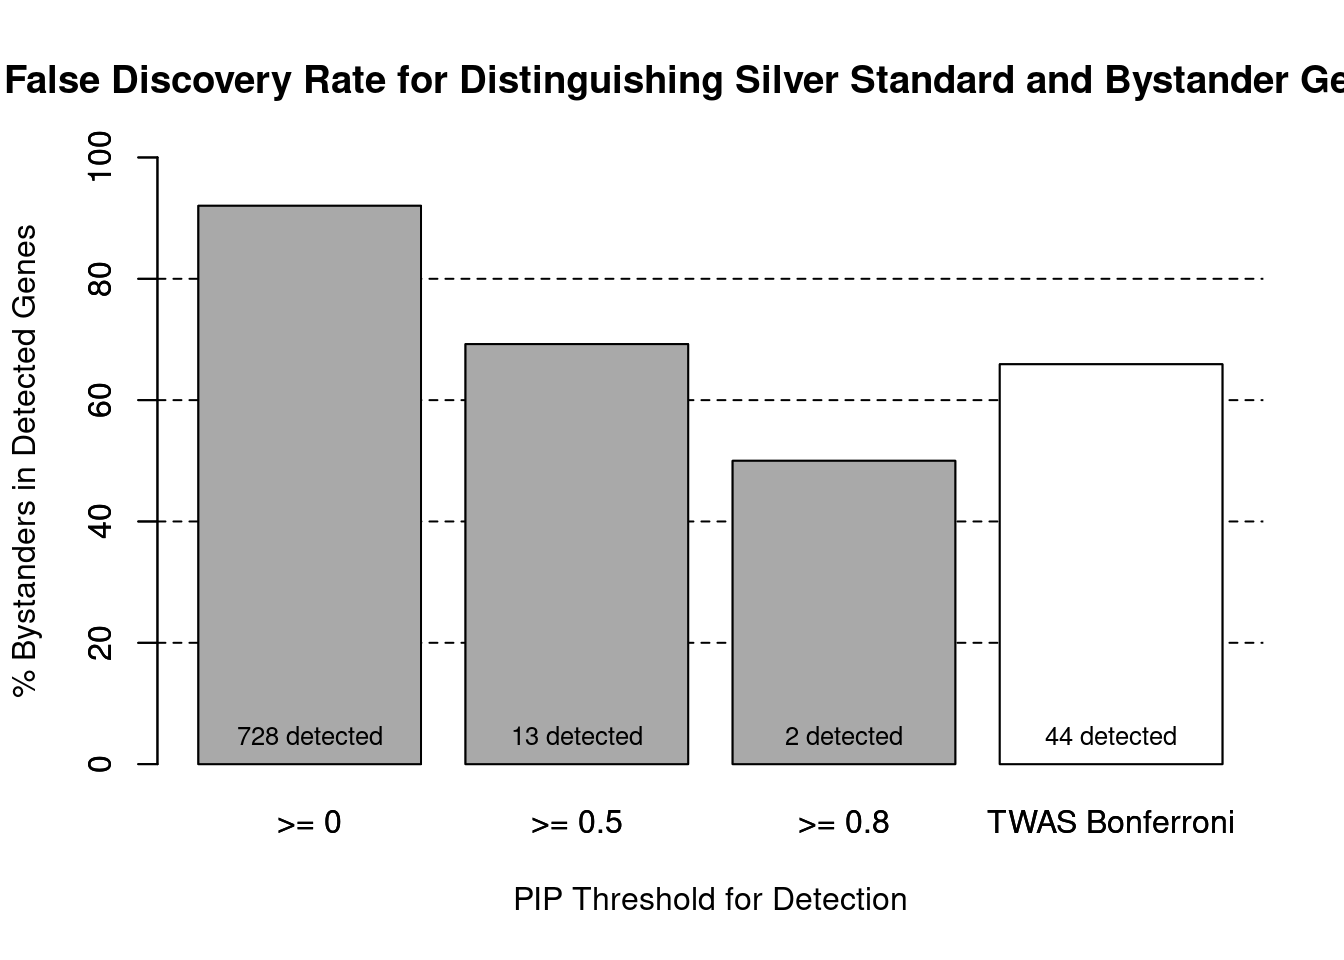 False Discovery Rate for Distinguishing Silver Standard and Bystander Ge
% Bystanders in Detected Genes
100
80
60
40
20
0
728 detected
13 detected
2 detected
44 detected
>= 0
>= 0.5
>= 0.8
TWAS Bonferroni
PIP Threshold for Detection